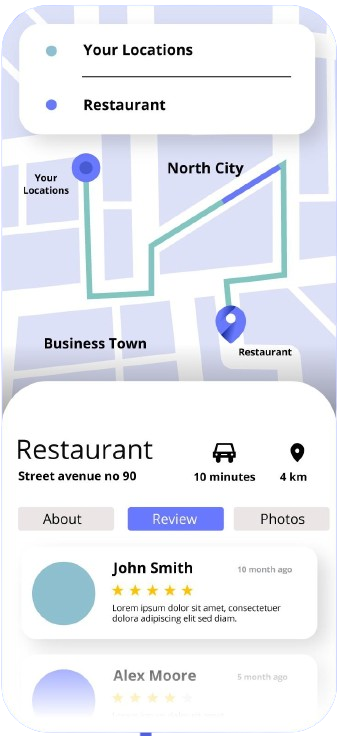 Your Locations
Restaurant
North City
Your
Locations
Business Town
Restaurant
Restaurant
Street avenue no 90
10 minutes
4 km
About
Review
Photos
John Smith
10 month ago
Lorem ipsum dolor sit amet, consectetuer
dolora adipiscing elit sed diam.
Alex Moore
5 month ago